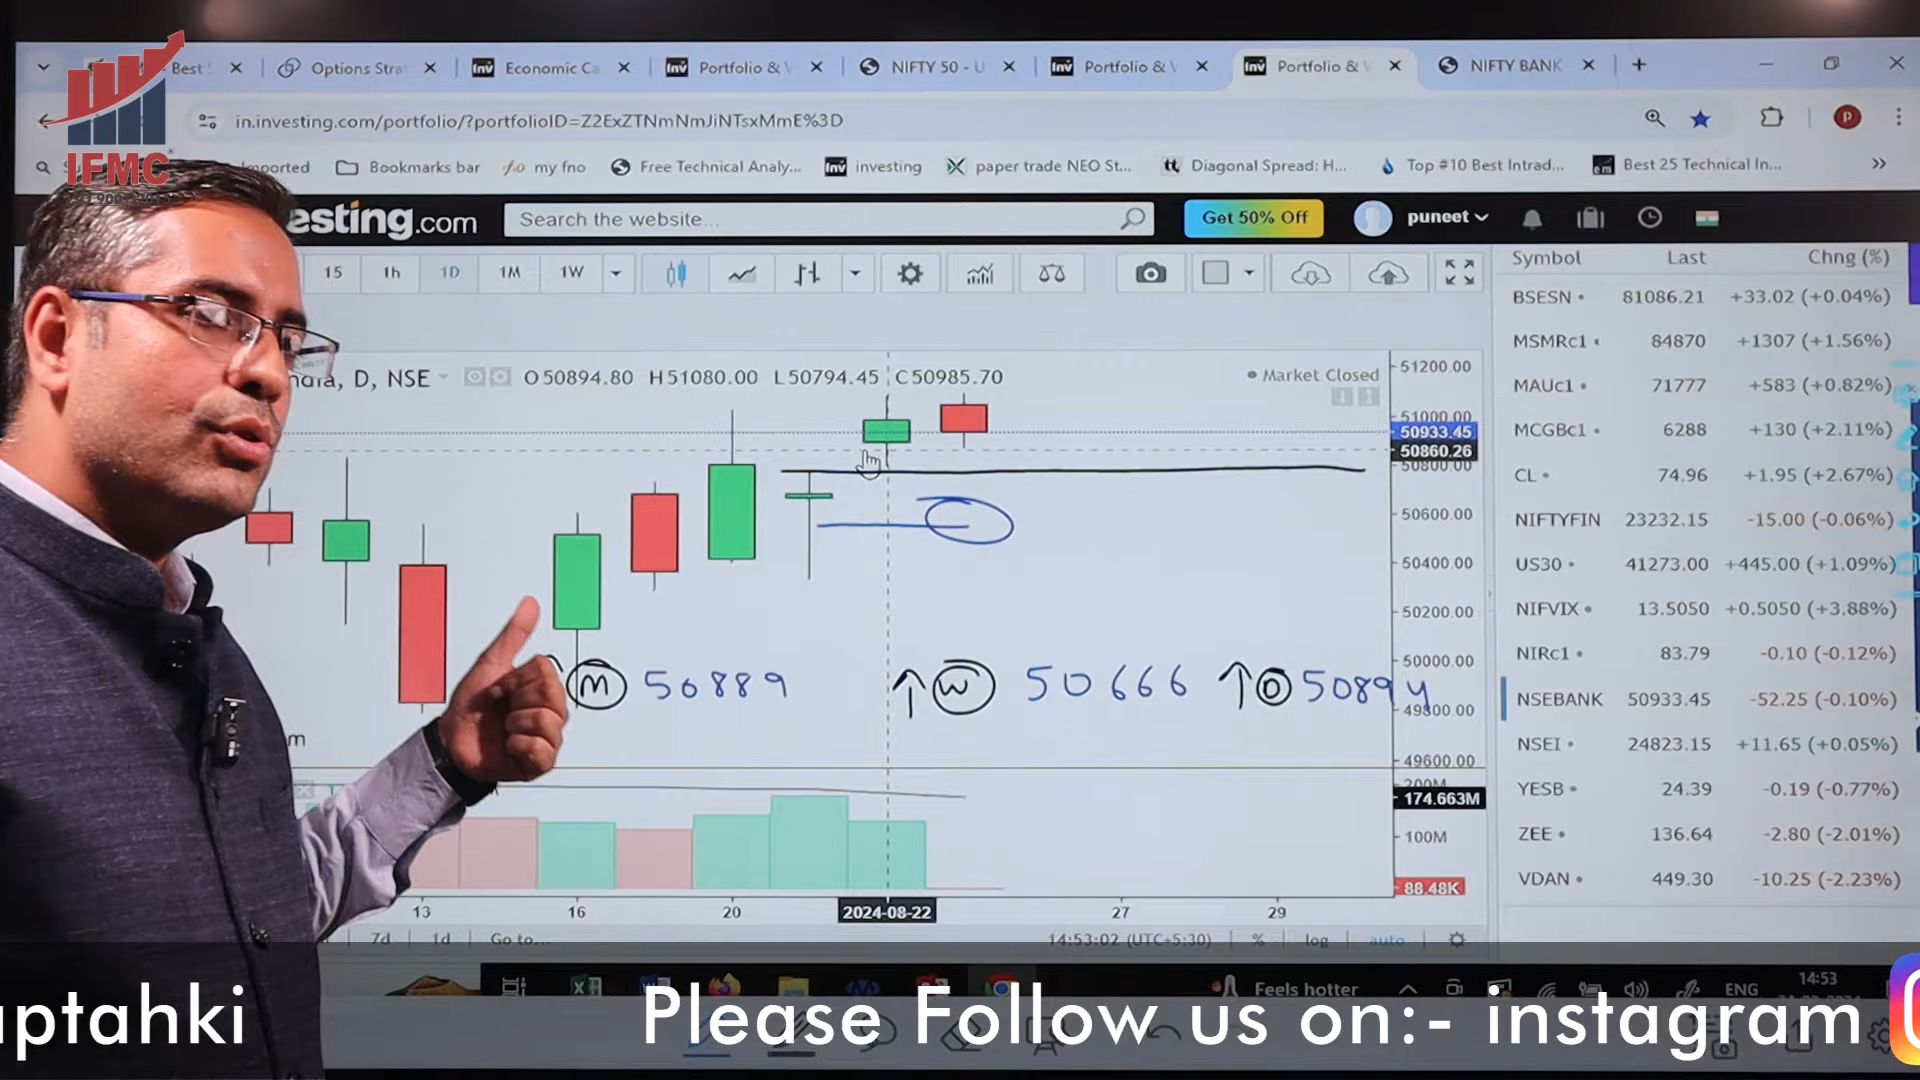 Best
Options Stra
Economic Ca
Portfolio & V
NIFTY 50 - U
Portfolio & V
Portfolio & V
NIFTY BANK
in.investing.com/portfolio/?portfolioID=Z2ExZTNmNmJiNTsxMmE%3D
P
IFMC
mported
Bookmarks bar
my fno
Free Technical Analy...
investing
paper trade NEO St...
Diagonal Spread: H...
Top #10 Best Intrad...
Best 25 Technical In...
esting.com
Search the website...
Get 50% Off
puneet
15 1h 1D 1M 1W
Symbol Last Chng (%)
BSESN 81086.21 +33.02 (+0.04%)
MSMRc1 84870 +1307 (+1.56%)
MAUc1 71777 +583 (+0.82%)
MCGBc1 6288 +130 (+2.11%)
CL 74.96 +1.95 (+2.67%)
NIFTYFIN 23232.15 -15.00 (-0.06%)
US30 41273.00 +445.00 (+1.09%)
NIFVIX 13.5050 +0.5050 (+3.88%)
NIRc1 83.79 -0.10 (-0.12%)
NSEBANK 50933.45 -52.25 (-0.10%)
NSEI 24823.15 +11.65 (+0.05%)
YESB 24.39 -0.19 (-0.77%)
ZEE 136.64 -2.80 (-2.01%)
VDAN 449.30 -10.25 (-2.23%)
ndia, D, NSE O50894.80 H51080.00 L50794.45 C50985.70
Market Closed
51200.00
51000.00
50933.45
50860.26
50800.00
50600.00
50400.00
50200.00
50000.00
49800.00
49600.00
200M
174.663M
100M
88.48K
↑ M 50889 ↑ W 50666 ↑ D 50894
m
13 16 20 2024-08-22 27 29
7d 1d Go to... 14:53:02 (UTC+5:30) % log auto
Feels hotter ENG 14:53
aptahki Please Follow us on:- instagram